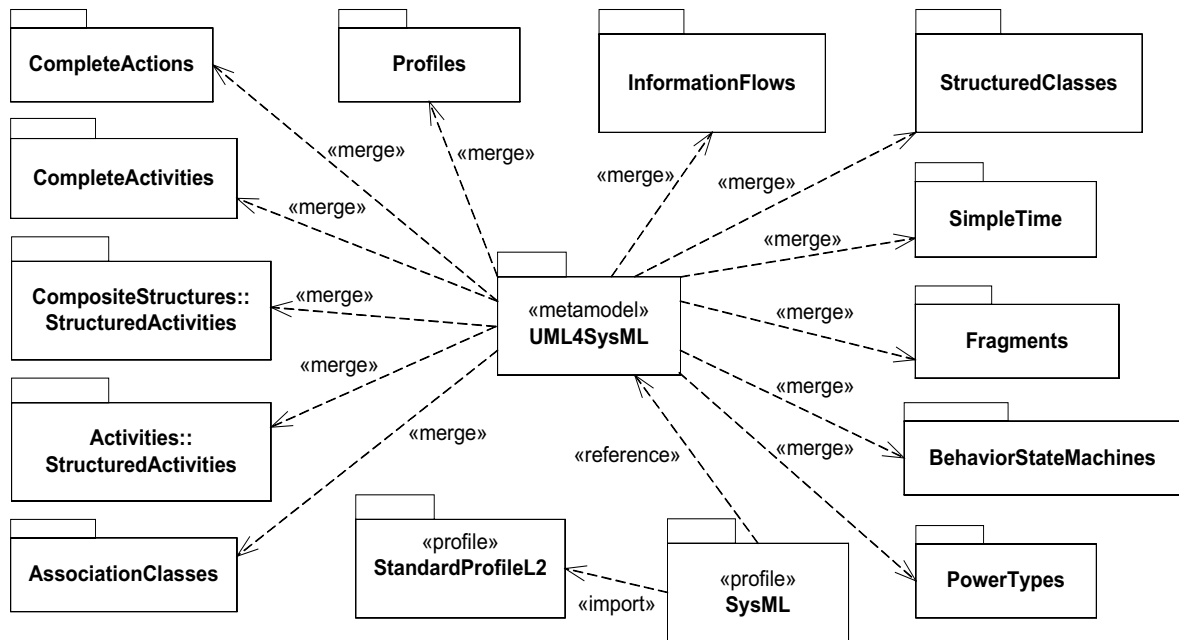 CompleteActions
Profiles
InformationFlows
StructuredClasses
«merge»
«merge»
«merge»
«merge»
CompleteActivities
«merge»
SimpleTime
«merge»
CompositeStructures::
StructuredActivities
«merge»
«metamodel»
UML4SysML
«merge»
Fragments
«merge»
«merge»
Activities::
StructuredActivities
«merge»
«merge»
BehaviorStateMachines
«reference»
AssociationClasses
«profile»
StandardProfileL2
«import»
«profile»
SysML
PowerTypes